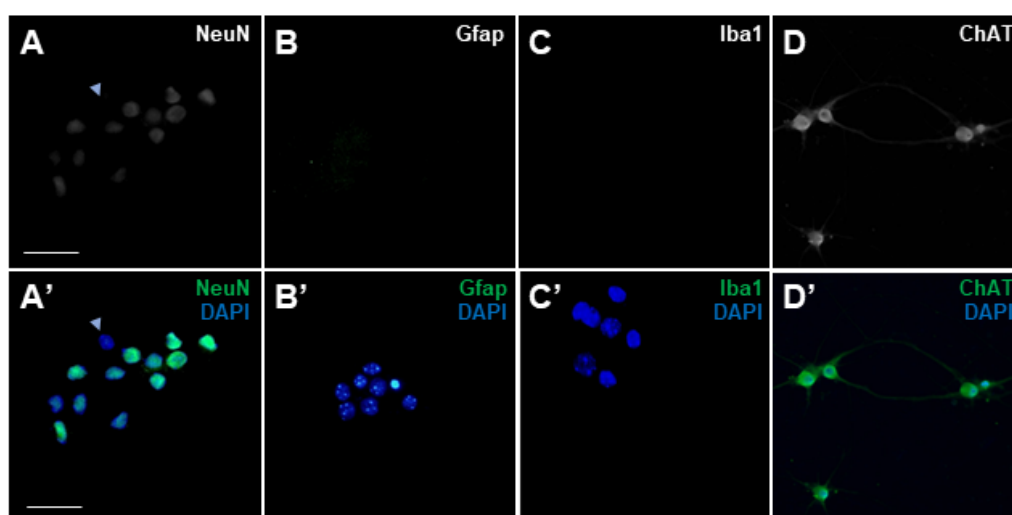 A NeuN
B Gfap
C Iba1
D ChAT
A’ NeuN
DAPI
B’ Gfap
DAPI
C’ Iba1
DAPI
D’ ChAT
DAPI